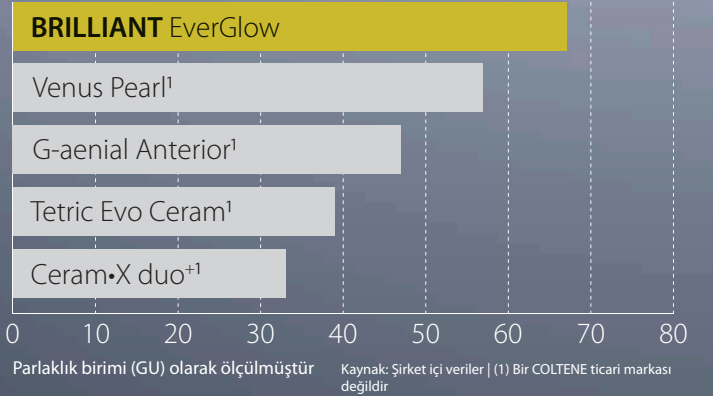 BRILLIANT EverGlow
Venus Pearl¹
G-aenial Anterior¹
Tetric Evo Ceram¹
Ceram•X duo⁺¹
0 10 20 30 40 50 60 70 80
Parlaklık birimi (GU) olarak ölçülmüştür
Kaynak: Şirket içi veriler | (1) Bir COLTENE ticari markası
değildir